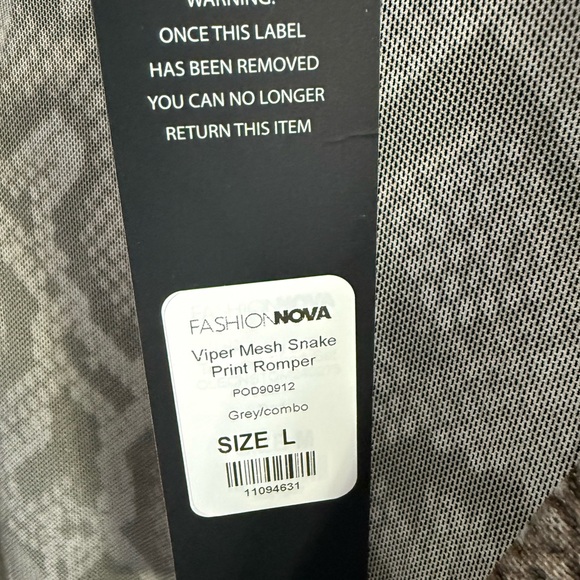 WARNING:
ONCE THIS LABEL
HAS BEEN REMOVED
YOU CAN NO LONGER
RETURN THIS ITEM
FASHIONNOVA
Viper Mesh Snake
Print Romper
POD90912
Grey/combo
SIZE L
11094631